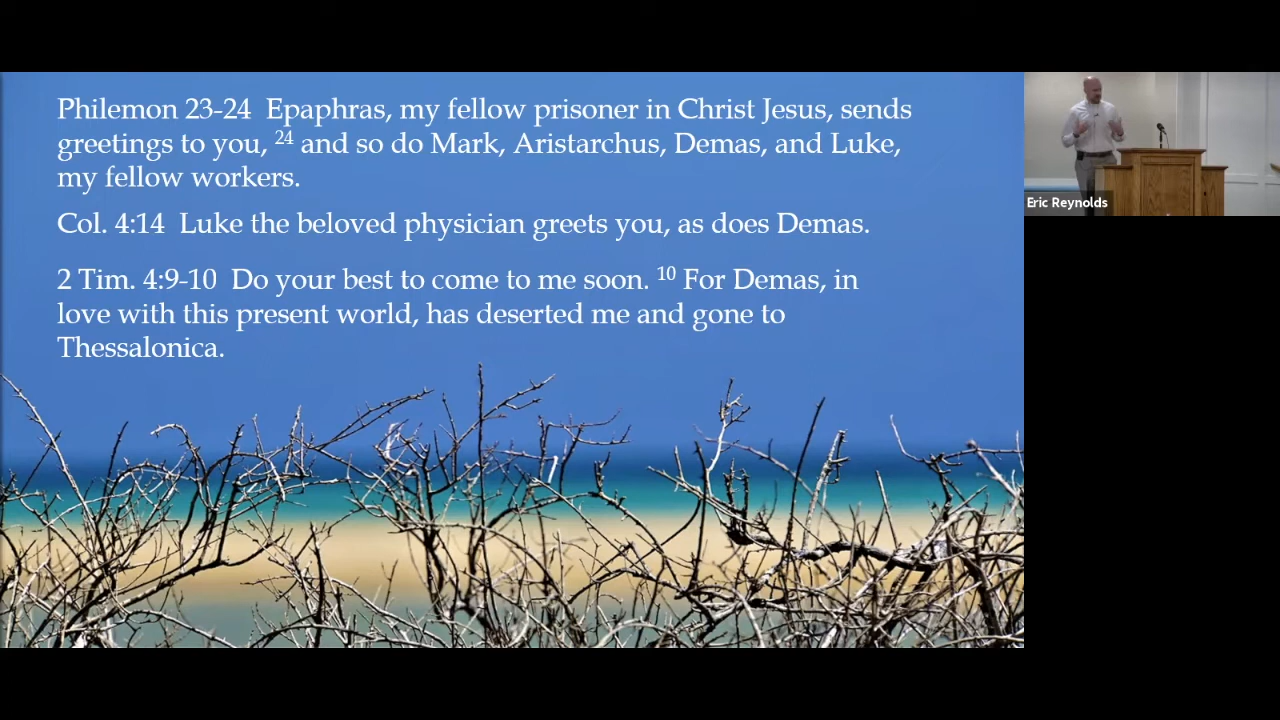 Philemon 23-24 Epaphras, my fellow prisoner in Christ Jesus, sends
greetings to you, 24 and so do Mark, Aristarchus, Demas, and Luke,
my fellow workers.
Col. 4:14 Luke the beloved physician greets you, as does Demas.
2 Tim. 4:9-10 Do your best to come to me soon. 10 For Demas, in
love with this present world, has deserted me and gone to
Thessalonica.
Eric Reynolds